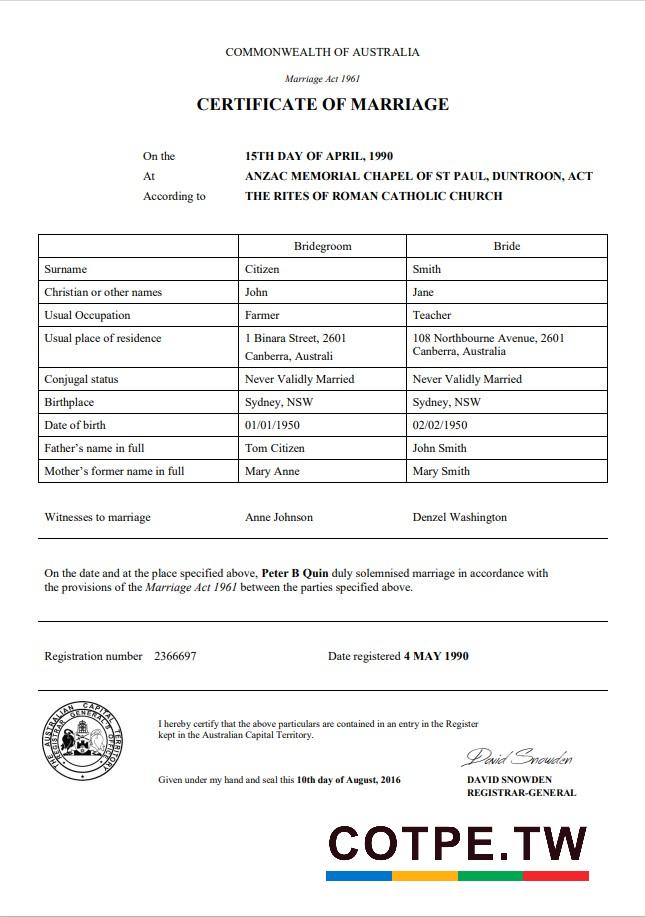 COMMONWEALTH OF AUSTRALIA
Marriage Act 1961
CERTIFICATE OF MARRIAGE
On the 15TH DAY OF APRIL, 1990
At ANZAC MEMORIAL CHAPEL OF ST PAUL, DUNTROON, ACT
According to THE RITES OF ROMAN CATHOLIC CHURCH
Bridegroom Bride
Surname Citizen Smith
Christian or other names John Jane
Usual Occupation Farmer Teacher
Usual place of residence 1 Binara Street, 2601 108 Northbourne Avenue, 2601
Canberra, Australi Canberra, Australia
Conjugal status Never Validly Married Never Validly Married
Birthplace Sydney, NSW Sydney, NSW
Date of birth 01/01/1950 02/02/1950
Father's name in full Tom Citizen John Smith
Mother's former name in full Mary Anne Mary Smith
Witnesses to marriage Anne Johnson Denzel Washington
On the date and at the place specified above, Peter B Quin duly solemnised marriage in accordance with
the provisions of the Marriage Act 1961 between the parties specified above.
Registration number 2366697 Date registered 4 MAY 1990
AUSTRALIAN CAPITAL TERRITORY
THE REGISTRAR GENERAL'S OFFICE
I hereby certify that the above particulars are contained in an entry in the Register
kept in the Australian Capital Territory.
David Snowden
Given under my hand and seal this 10th day of August, 2016 DAVID SNOWDEN
REGISTRAR-GENERAL
COTPE.TW